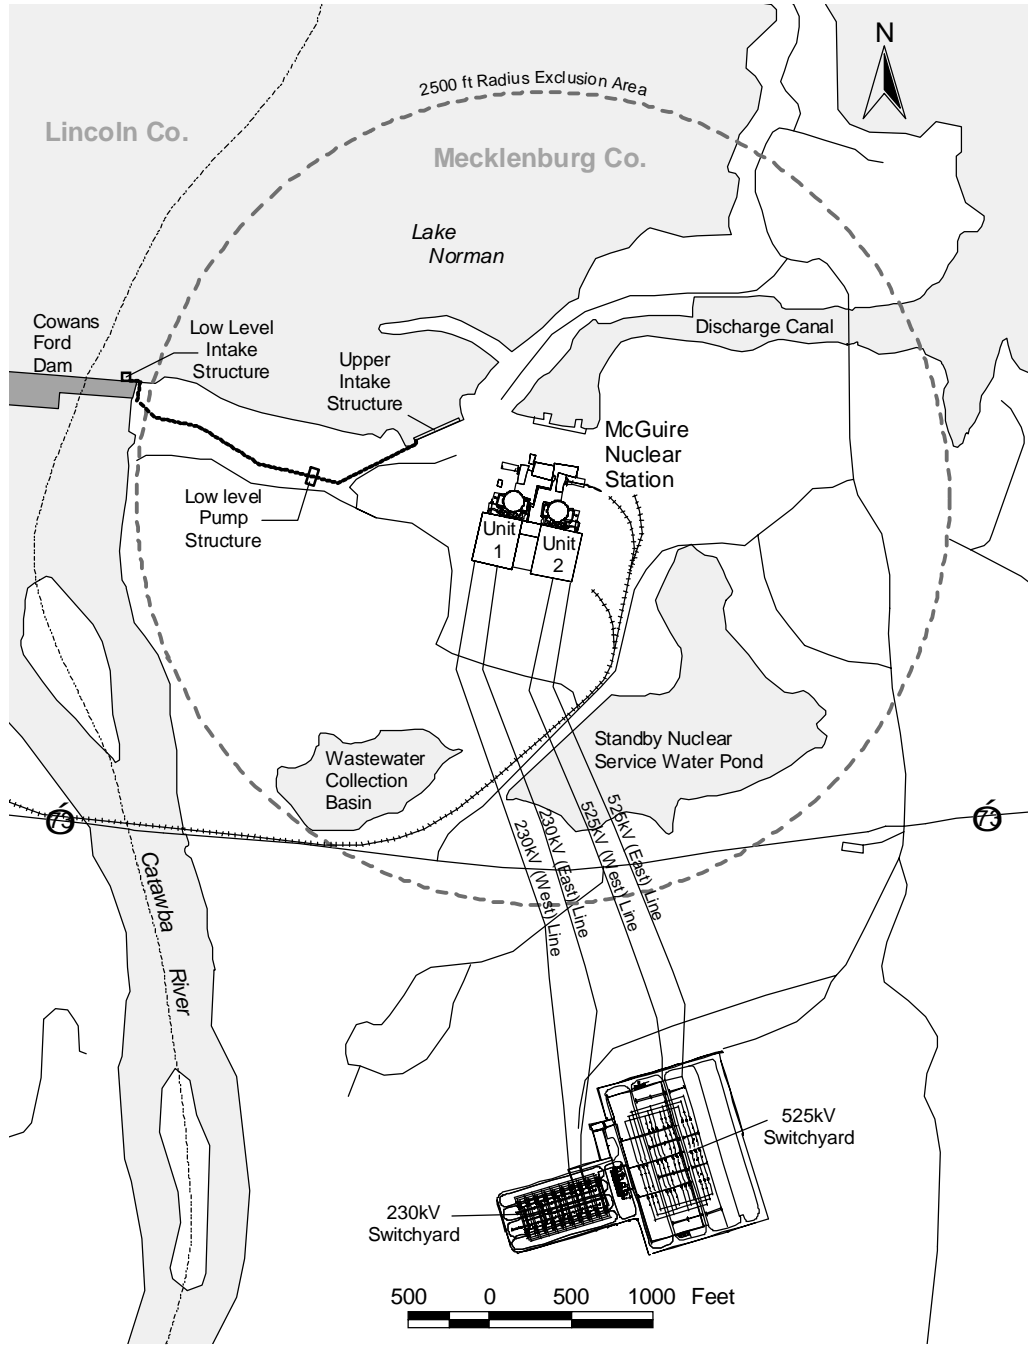 N
2500 ft Radius Exclusion Area
Lincoln Co.
Mecklenburg Co.
Lake
Norman
Cowans
Ford
Dam
Low Level
Intake
Structure
Upper
Intake
Structure
Discharge Canal
McGuire
Nuclear
Station
Low level
Pump
Structure
Unit
1
Unit
2
Wastewater
Collection
Basin
Standby Nuclear
Service Water Pond
73
73
230kV (West) Line
230kV (East) Line
525kV (West) Line
525kV (East) Line
Catawba
River
525kV
Switchyard
230kV
Switchyard
500 0 500 1000 Feet